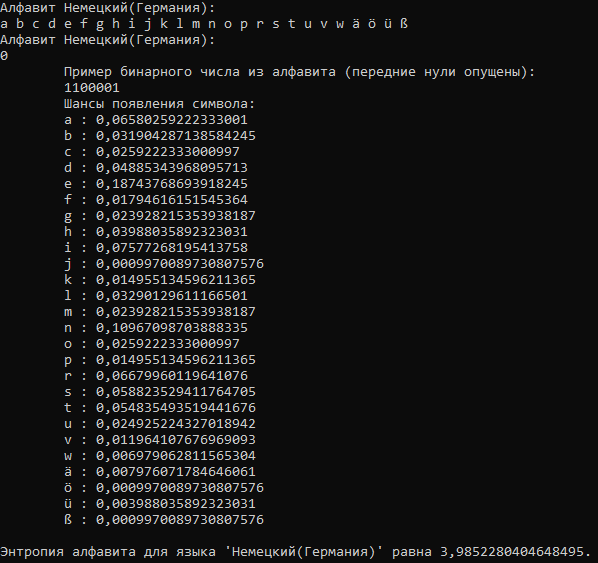 Алфавит Немецкий(Германия):
a b c d e f g h i j k l m n o p r s t u v w ä ö ü ß
Алфавит Немецкий(Германия):
0
Пример бинарного числа из алфавита (передние нули опущены):
1100001
Шансы появления символа:
a : 0,06580259222333001
b : 0,031904287138584245
c : 0,0259222333000997
d : 0,04885343968095713
e : 0,18743768693918245
f : 0,01794616151545364
g : 0,023928215353938187
h : 0,03988035892323031
i : 0,07577268195413758
j : 0,0009970089730807576
k : 0,014955134596211365
l : 0,03290129611166501
m : 0,023928215353938187
n : 0,10967098703888335
o : 0,0259222333000997
p : 0,014955134596211365
r : 0,06679960119641076
s : 0,058823529411764705
t : 0,054835493519441676
u : 0,024925224327018942
v : 0,011964107676969093
w : 0,006979062811565304
ä : 0,007976071784646061
ö : 0,0009970089730807576
ü : 0,003988035892323031
ß : 0,0009970089730807576
Энтропия алфавита для языка 'Немецкий(Германия)' равна 3,9852280404648495.